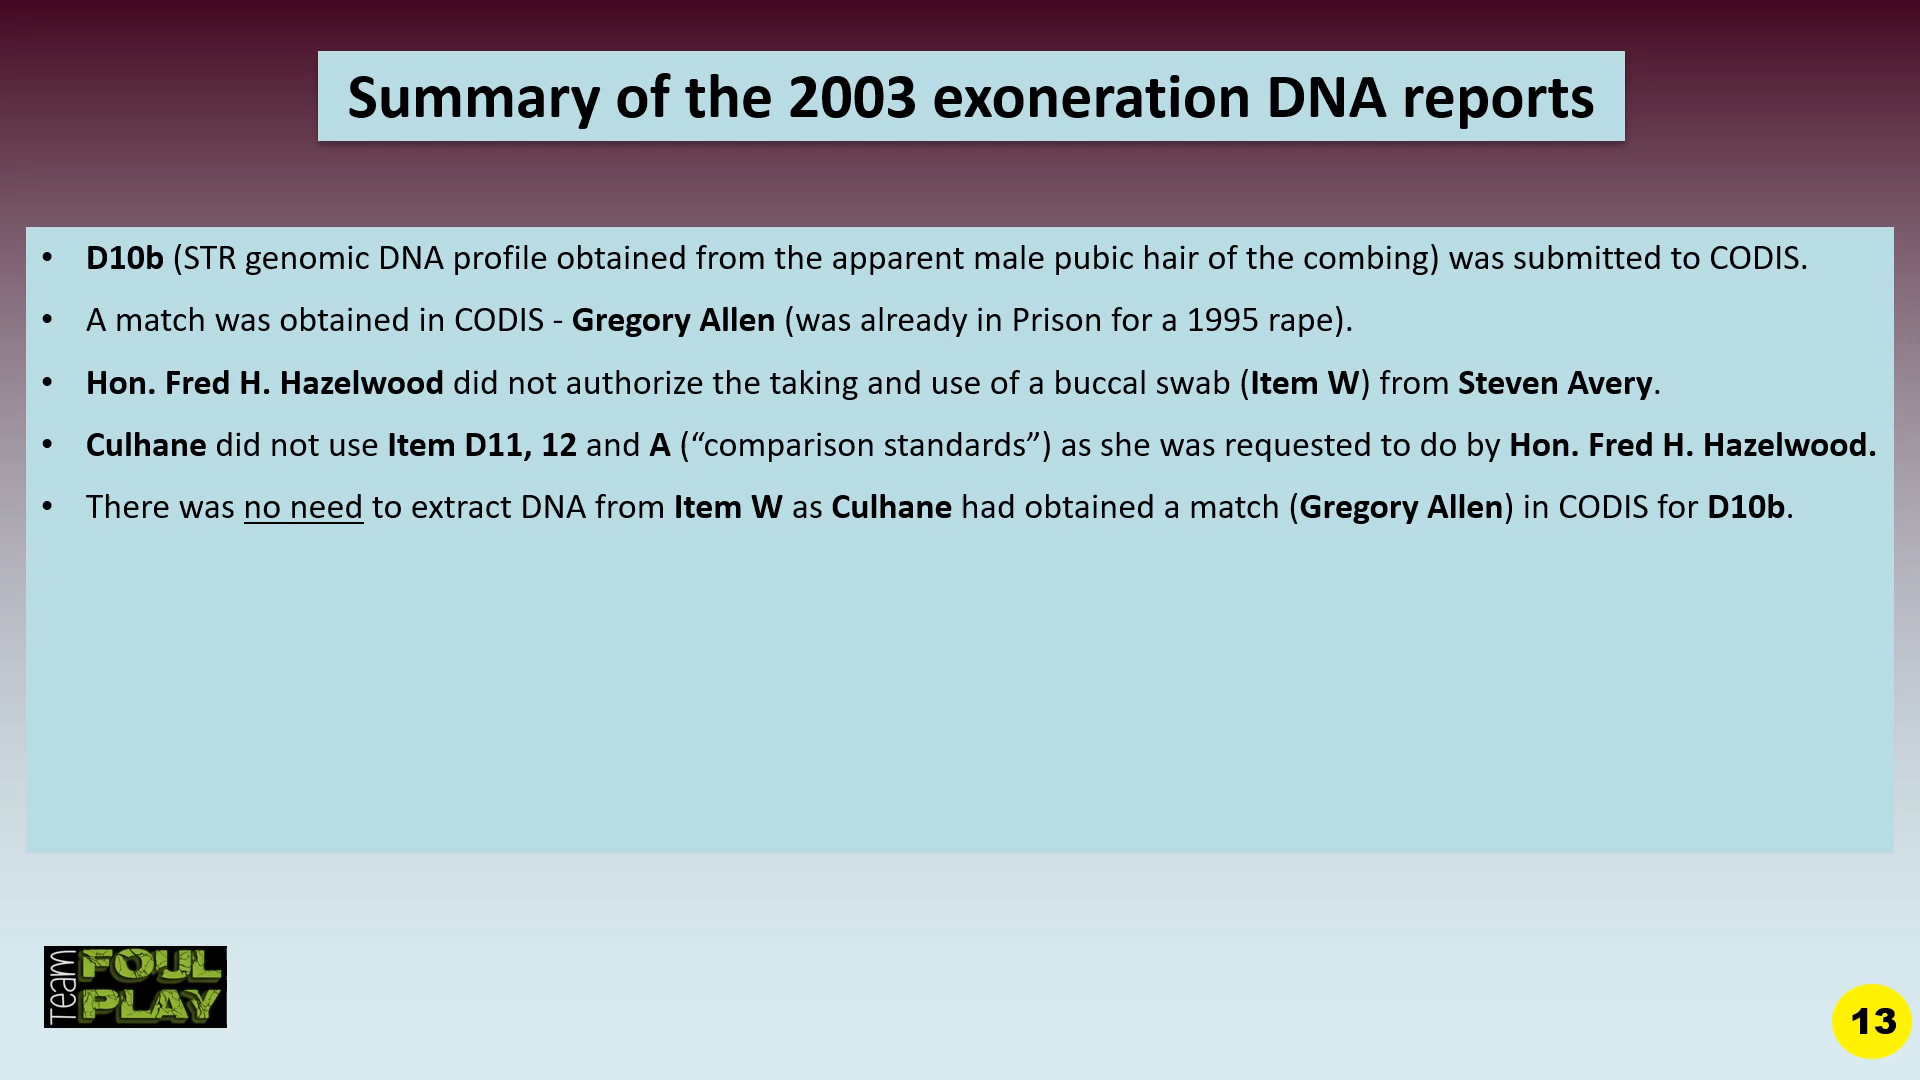 Summary of the 2003 exoneration DNA reports
• D10b (STR genomic DNA profile obtained from the apparent male pubic hair of the combing) was submitted to CODIS.
• A match was obtained in CODIS - Gregory Allen (was already in Prison for a 1995 rape).
• Hon. Fred H. Hazelwood did not authorize the taking and use of a buccal swab (Item W) from Steven Avery.
• Culhane did not use Item D11, 12 and A (“comparison standards”) as she was requested to do by Hon. Fred H. Hazelwood.
• There was no need to extract DNA from Item W as Culhane had obtained a match (Gregory Allen) in CODIS for D10b.
Team
FOUL
PLAY
13